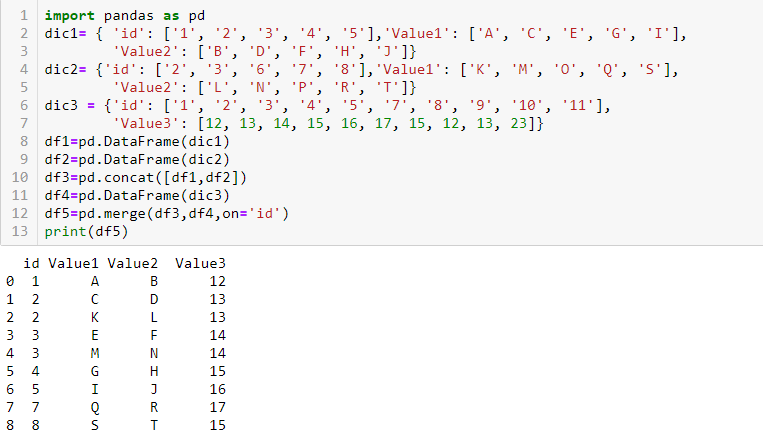 1 import pandas as pd
2 dic1= { 'id': ['1', '2', '3', '4', '5'],'Value1': ['A', 'C', 'E', 'G', 'I'],
3 'Value2': ['B', 'D', 'F', 'H', 'J']}
4 dic2= {'id': ['2', '3', '6', '7', '8'],'Value1': ['K', 'M', 'O', 'Q', 'S'],
5 'Value2': ['L', 'N', 'P', 'R', 'T']}
6 dic3 = {'id': ['1', '2', '3', '4', '5', '7', '8', '9', '10', '11'],
7 'Value3': [12, 13, 14, 15, 16, 17, 15, 12, 13, 23]}
8 df1=pd.DataFrame(dic1)
9 df2=pd.DataFrame(dic2)
10 df3=pd.concat([df1,df2])
11 df4=pd.DataFrame(dic3)
12 df5=pd.merge(df3,df4,on='id')
13 print(df5)
id Value1 Value2 Value3
0 1 A B 12
1 2 C D 13
2 2 K L 13
3 3 E F 14
4 3 M N 14
5 4 G H 15
6 5 I J 16
7 7 Q R 17
8 8 S T 15